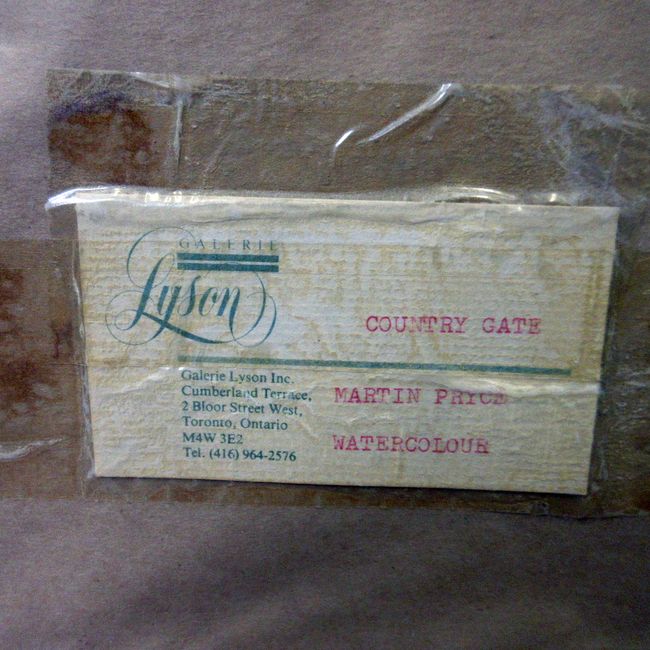 GALERIE
Lyson
COUNTRY GATE
Galerie Lyson Inc.
Cumberland Terrace,
2 Bloor Street West,
Toronto, Ontario
M4W 3E2
Tel. (416) 964-2576
MARTIN PRYCE
WATERCOLOUR